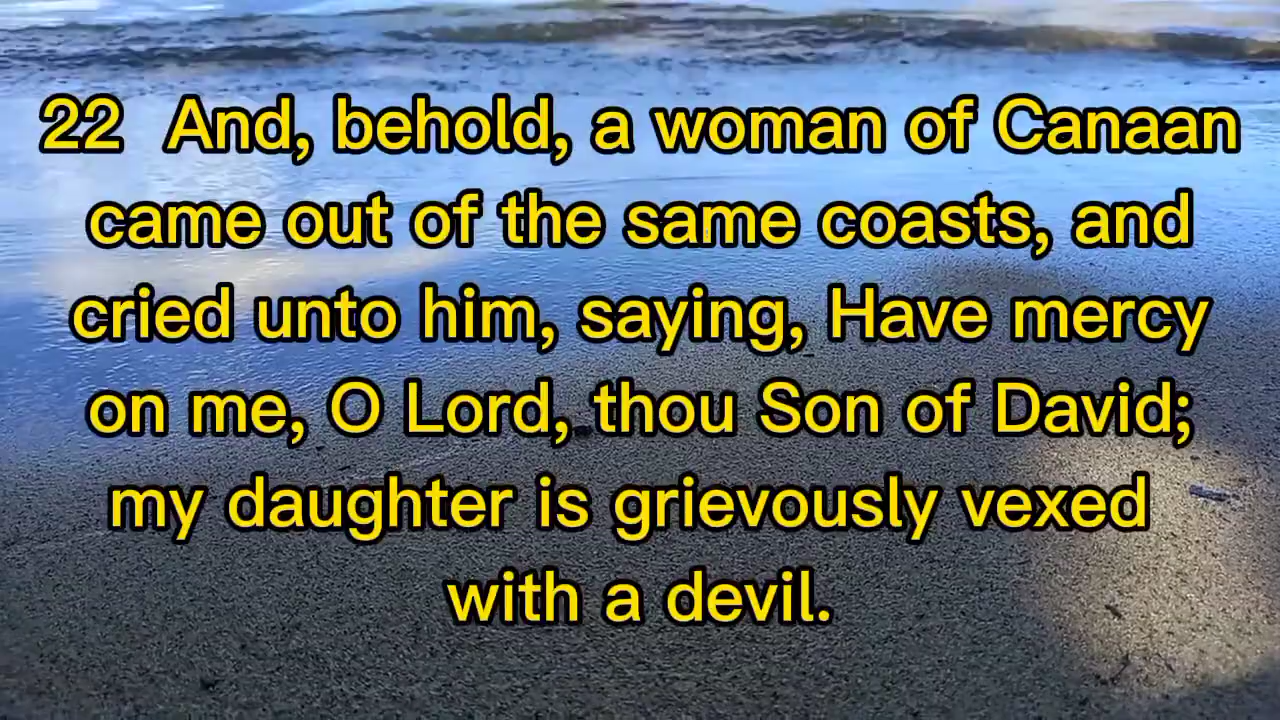 22  And, behold, a woman of Canaan
came out of the same coasts, and
cried unto him, saying, Have mercy
on me, O Lord, thou Son of David;
my daughter is grievously vexed
with a devil.